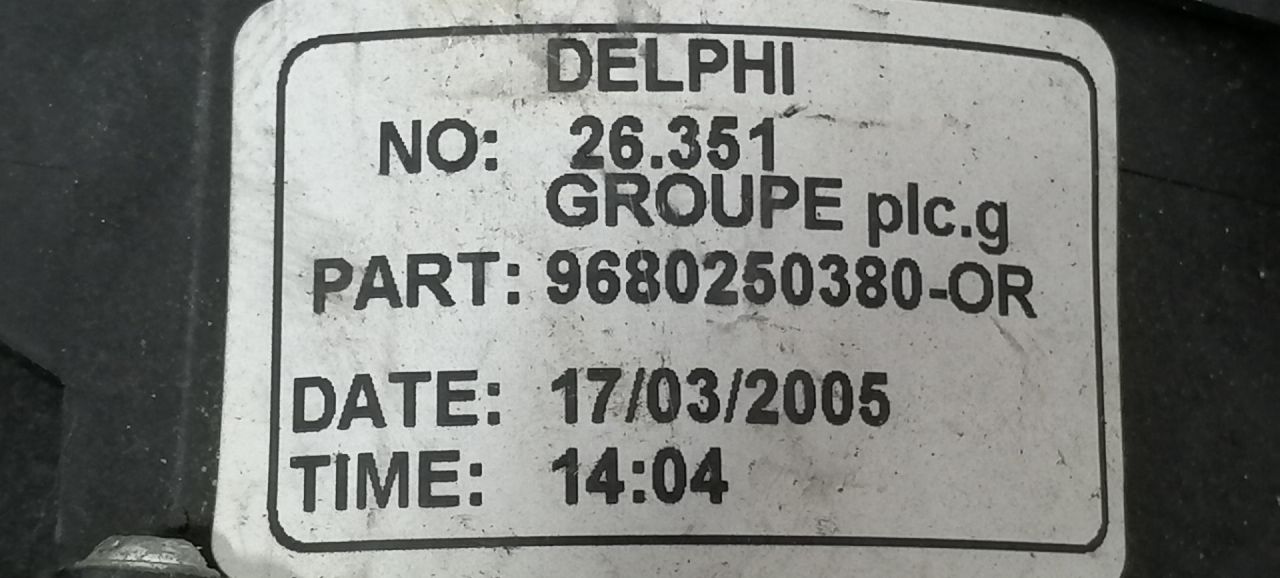 DELPHI
NO: 26.351
GROUPE plc.g
PART: 9680250380-OR
DATE: 17/03/2005
TIME: 14:04